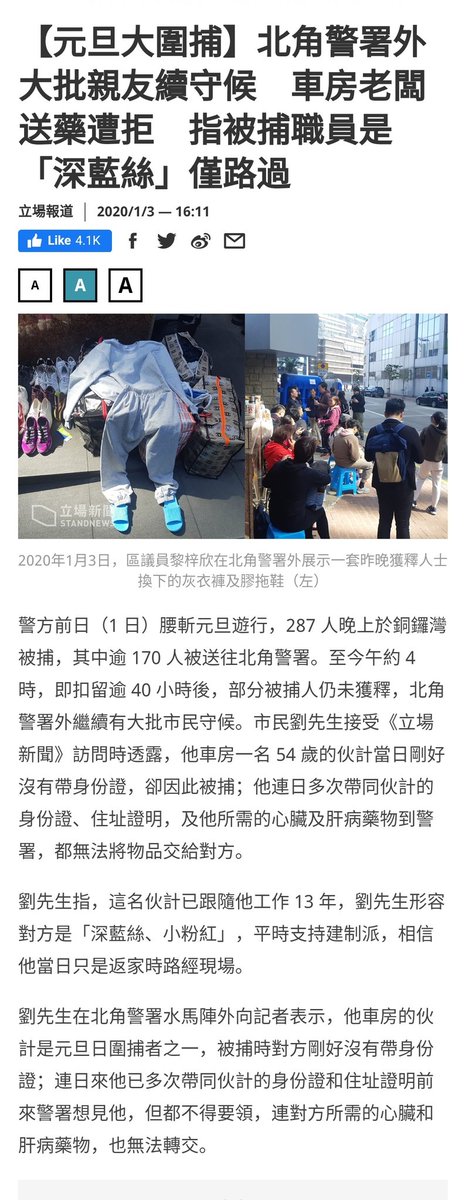 【元旦大圍捕】北角警署外
大批親友續守候　車房老闆
送藥遭拒　指被捕職員是
「深藍絲」僅路過
立場報道 | 2020/1/3 — 16:11
Like 4.1K
A A A
立場新聞
STANDNEWS
2020年1月3日，區議員黎梓欣在北角警署外展示一套昨晚獲釋人士
換下的灰衣褲及膠拖鞋（左）
警方前日（1 日）腰斬元旦遊行，287 人晚上於銅鑼灣
被捕，其中逾 170 人被送往北角警署。至今午約 4
時，即扣留逾 40 小時後，部分被捕人仍未獲釋，北角
警署外繼續有大批市民守候。市民劉先生接受《立場
新聞》訪問時透露，他車房一名 54 歲的伙計當日剛好
沒有帶身份證，卻因此被捕；他連日多次帶同伙計的
身份證、住址證明，及他所需的心臟及肝病藥物到警
署，都無法將物品交給對方。
劉先生指，這名伙計已跟隨他工作 13 年，劉先生形容
對方是「深藍絲、小粉紅」，平時支持建制派，相信
他當日只是返家時路經現場。
劉先生在北角警署水馬陣外向記者表示，他車房的伙
計是元旦日圍捕者之一，被捕時對方剛好沒有帶身份
證；連日來他已多次帶同伙計的身份證和住址證明前
來警署想見他，但都不得要領，連對方所需的心臟和
肝病藥物，也無法轉交。